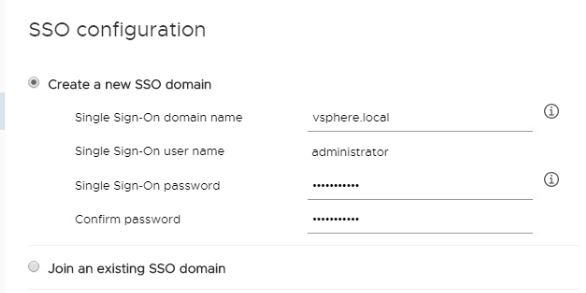 SSO configuration
Create a new SSO domain
Single Sign-On domain name vsphere.local
Single Sign-On user name administrator
Single Sign-On password •••••••••••
Confirm password •••••••••••
Join an existing SSO domain